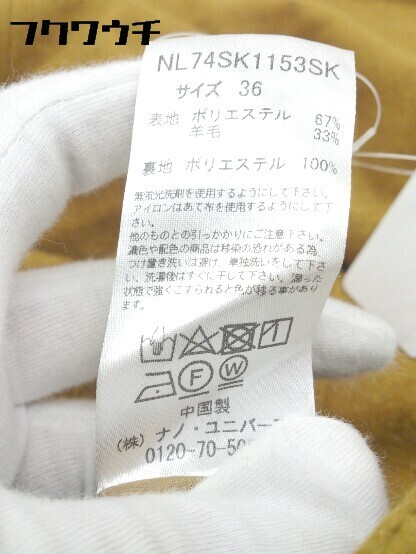 フクワウチ
NL74SK1153SK
サイズ 36
表地 ポリエステル 67%
羊毛 33%
裏地 ポリエステル 100%
無蛍光洗剤を使用するようにして下さい。
アイロンはあて布を使用するようにして下さい。
他のものとの引っかかりにご注意下さい。
濃色や配色の商品は移染の恐れがある為、
つけ置き洗いは避け 単独洗いをして下さ
い。洗濯後はすぐに干して下さい。湿った
状態で強くこすられると色が移る事があり
ます。
F W
中国製
(株) ナノ・ユニバー
0120-70-50